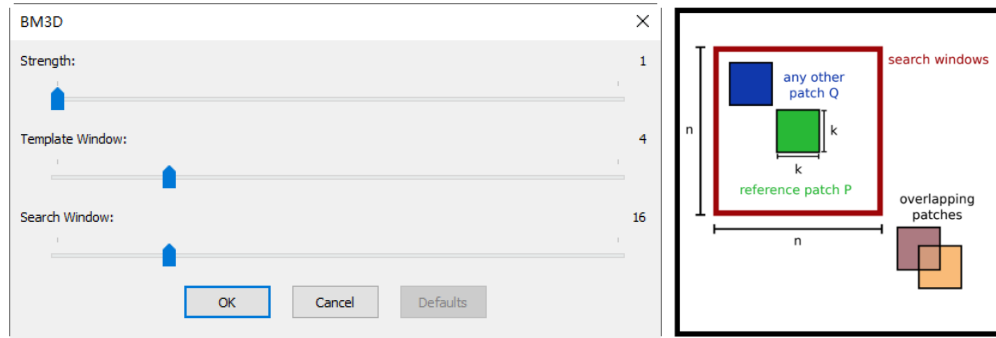 BM3D
Strength:
1
Template Window:
4
Search Window:
16
OK
Cancel
Defaults
search windows
any other
patch Q
n
k
k
reference patch P
n
overlapping
patches